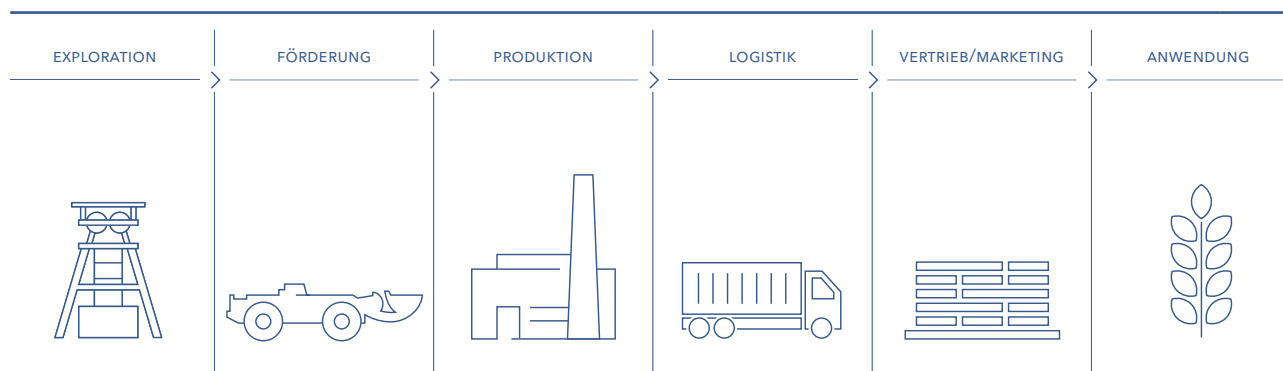 EXPLORATION
FÖRDERUNG
PRODUKTION
LOGISTIK
VERTRIEB/MARKETING
ANWENDUNG